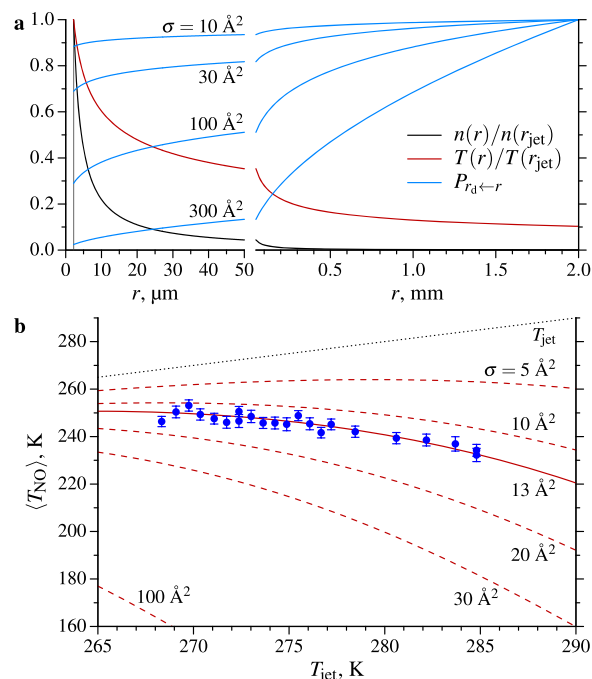 a
σ = 10 Å²
30 Å²
100 Å²
300 Å²
n(r)/n(r_jet)
T(r)/T(r_jet)
P_{r_d←r}
1.0
0.8
0.6
0.4
0.2
0.0
0 10 20 30 40 50
0.5 1.0 1.5 2.0
r, µm
r, mm
b
T_jet
σ = 5 Å²
10 Å²
13 Å²
20 Å²
30 Å²
100 Å²
280
260
240
220
200
180
160
⟨T_NO⟩, K
265 270 275 280 285 290
T_jet, K